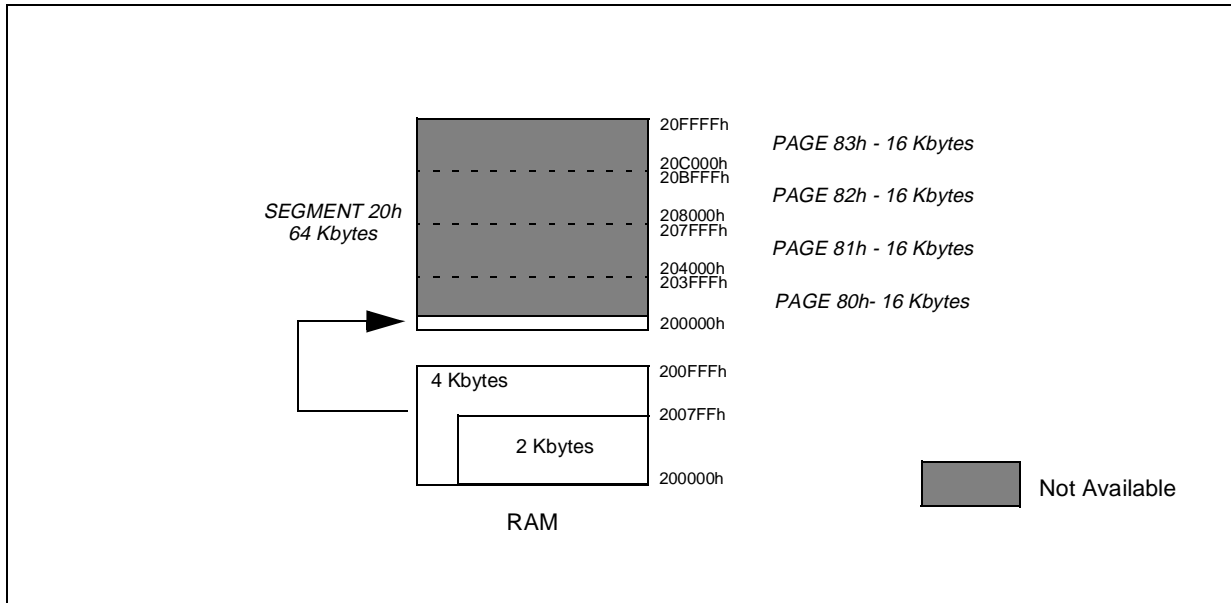 20FFFFh
PAGE 83h - 16 Kbytes
20C000h
20BFFFh
PAGE 82h - 16 Kbytes
SEGMENT 20h
64 Kbytes
208000h
207FFFh
PAGE 81h - 16 Kbytes
204000h
203FFFh
PAGE 80h- 16 Kbytes
200000h
4 Kbytes
200FFFh
2007FFh
2 Kbytes
200000h
RAM
Not Available